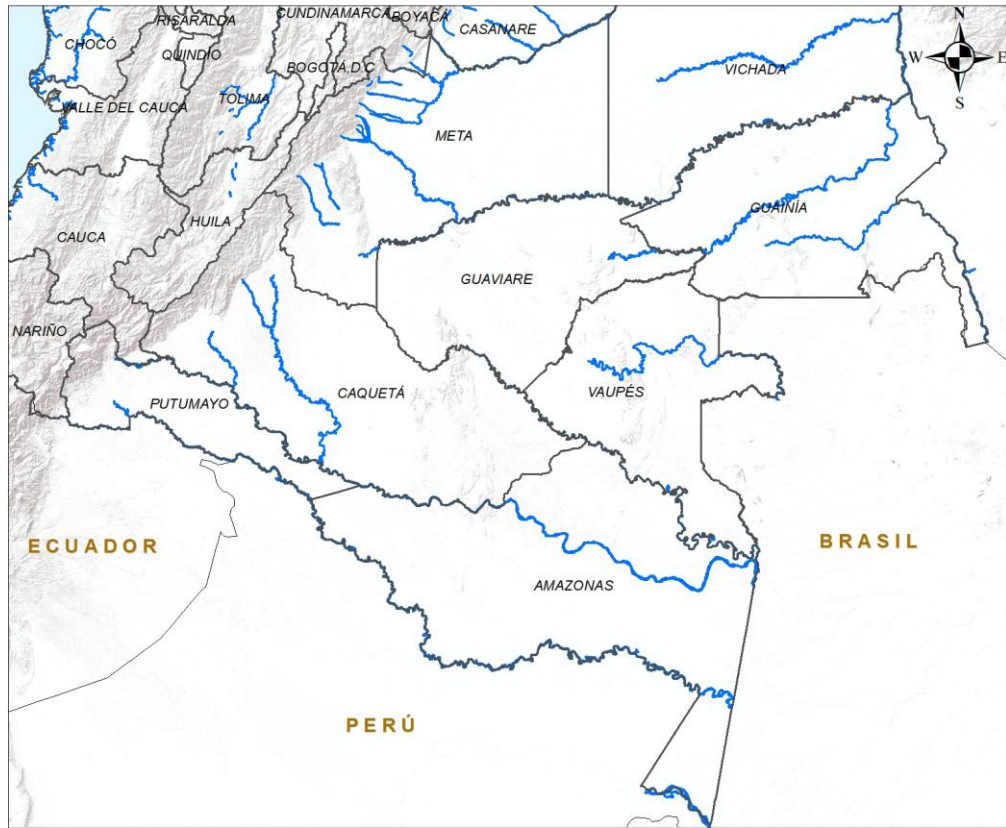 CUNDINAMARCA
BOYACÁ
RISARALDA
CASANARE
N
CHOCÓ
QUINDÍO
BOGOTÁ D.C
W
E
VICHADA
S
VALLE DEL CAUCA
TOLIMA
META
GUAINÍA
HUILA
CAUCA
GUAVIARE
NARIÑO
PUTUMAYO
CAQUETÁ
VAUPÉS
ECUADOR
BRASIL
AMAZONAS
PERÚ